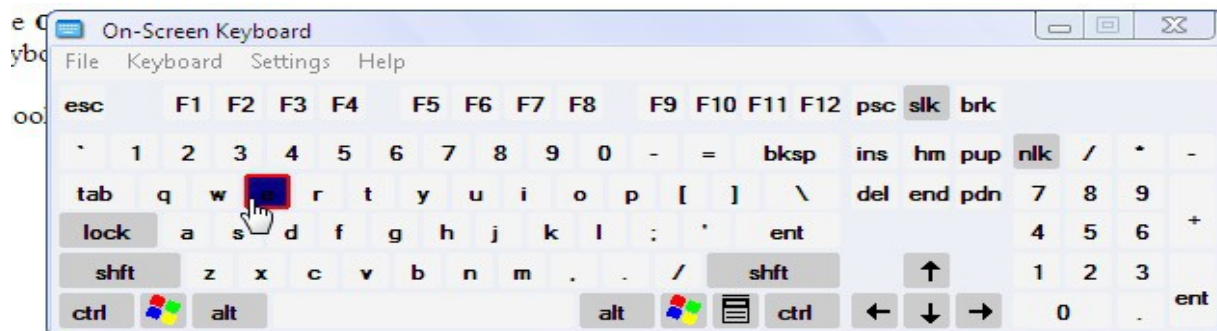 On-Screen Keyboard
File Keyboard Settings Help
esc F1 F2 F3 F4 F5 F6 F7 F8 F9 F10 F11 F12 psc slk brk
` 1 2 3 4 5 6 7 8 9 0 - = bksp ins hm pup nlk / * -
tab q w e r t y u i o p [ ] \ del end pdn 7 8 9 +
lock a s d f g h j k l ; ' ent 4 5 6
shft z x c v b n m , . / shft ↑ 1 2 3 ent
ctrl alt alt ctrl ← ↓ → 0 .